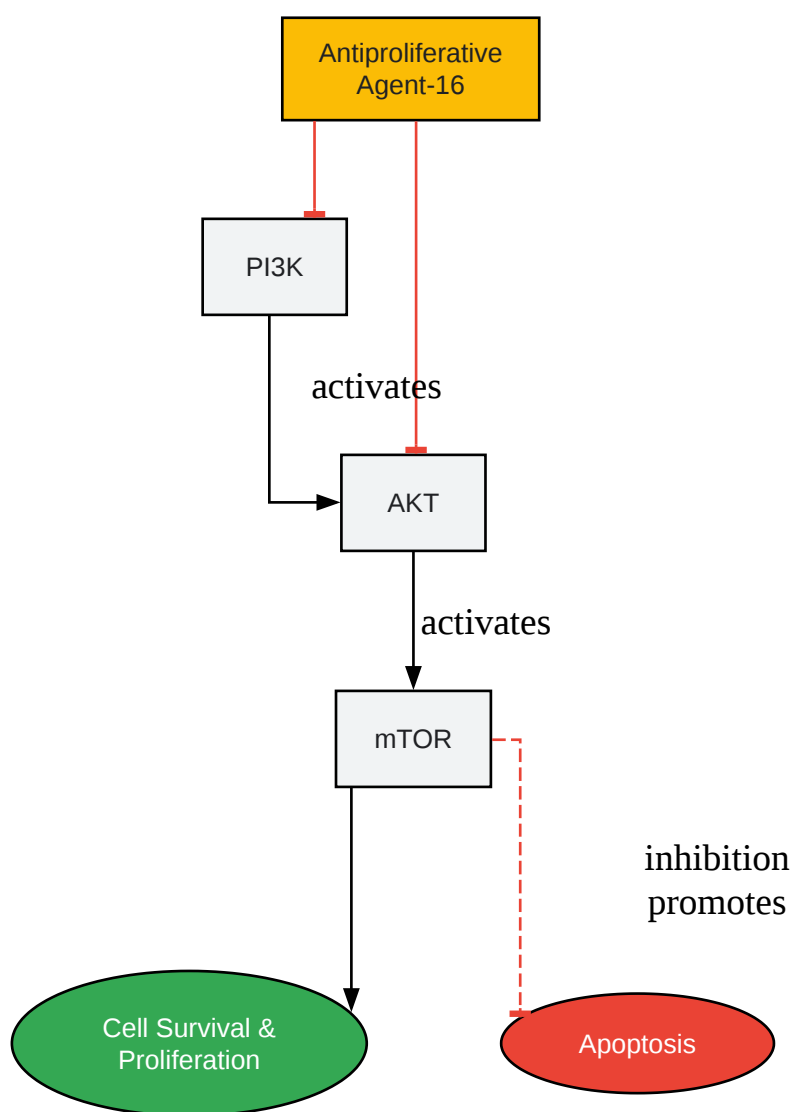 Antiproliferative
Agent-16
PI3K
activates
AKT
activates
mTOR
inhibition
promotes
Cell Survival &
Proliferation
Apoptosis